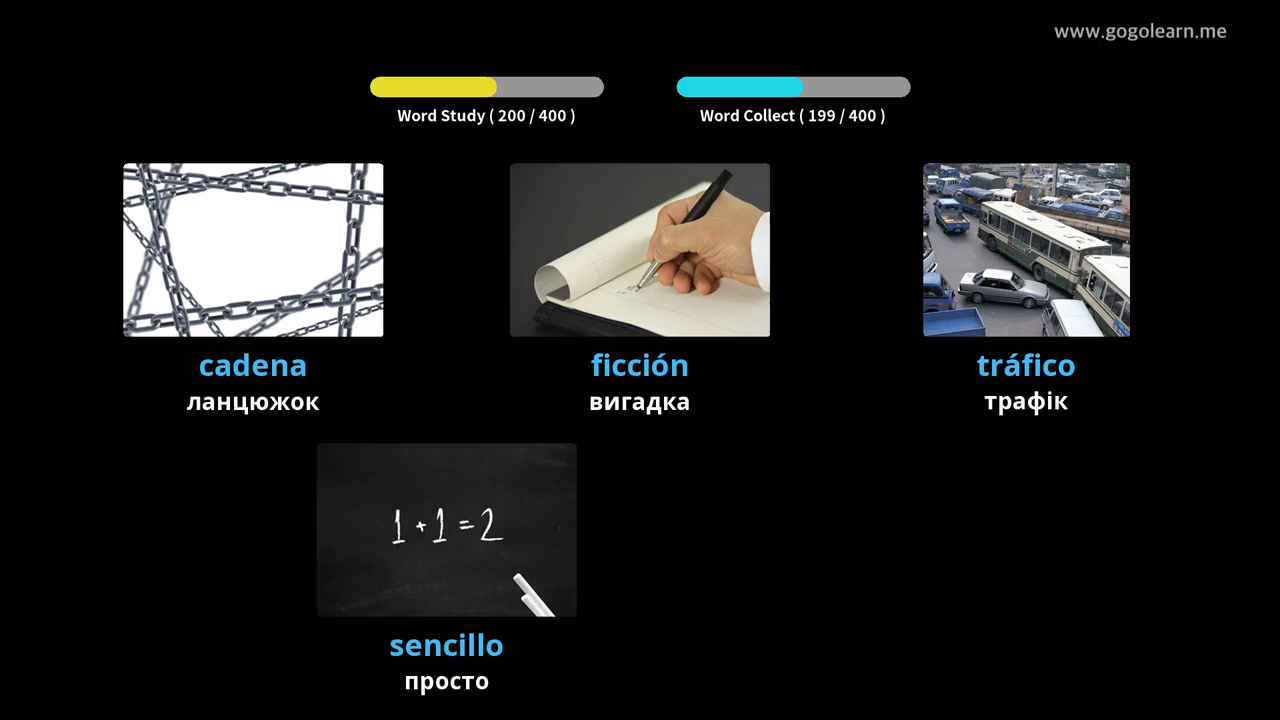 www.gogolearn.me
Word Study ( 200 / 400 )
Word Collect ( 199 / 400 )
cadena
ланцюжок
ficción
вигадка
tráfico
трафік
1 + 1 = 2
sencillo
просто